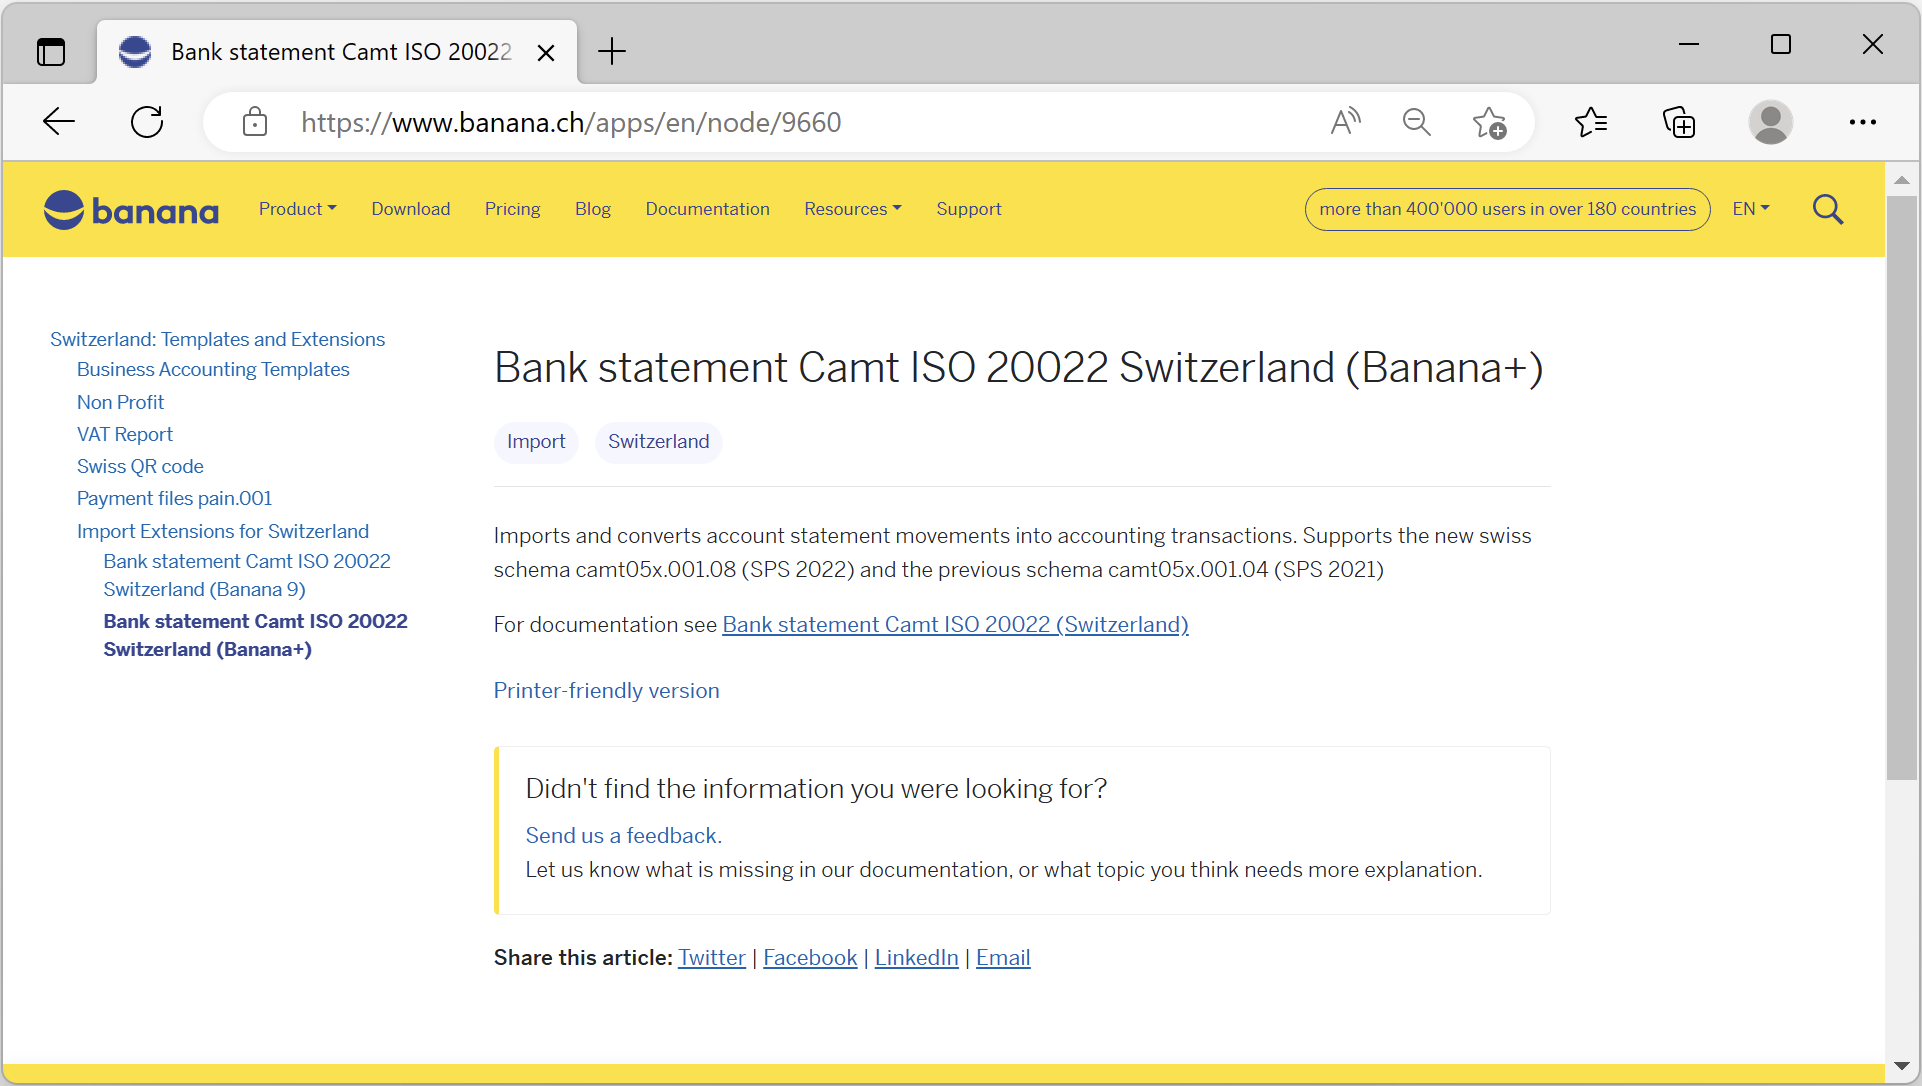 Bank statement Camt ISO 20022
https://www.banana.ch/apps/en/node/9660
banana
Product
Download
Pricing
Blog
Documentation
Resources
Support
more than 400'000 users in over 180 countries
EN
Switzerland: Templates and Extensions
Business Accounting Templates
Non Profit
VAT Report
Swiss QR code
Payment files pain.001
Import Extensions for Switzerland
Bank statement Camt ISO 20022
Switzerland (Banana 9)
Bank statement Camt ISO 20022
Switzerland (Banana+)
Bank statement Camt ISO 20022 Switzerland (Banana+)
Import
Switzerland
Imports and converts account statement movements into accounting transactions. Supports the new swiss
schema camt05x.001.08 (SPS 2022) and the previous schema camt05x.001.04 (SPS 2021)
For documentation see Bank statement Camt ISO 20022 (Switzerland)
Printer-friendly version
Didn't find the information you were looking for?
Send us a feedback.
Let us know what is missing in our documentation, or what topic you think needs more explanation.
Share this article: Twitter | Facebook | LinkedIn | Email